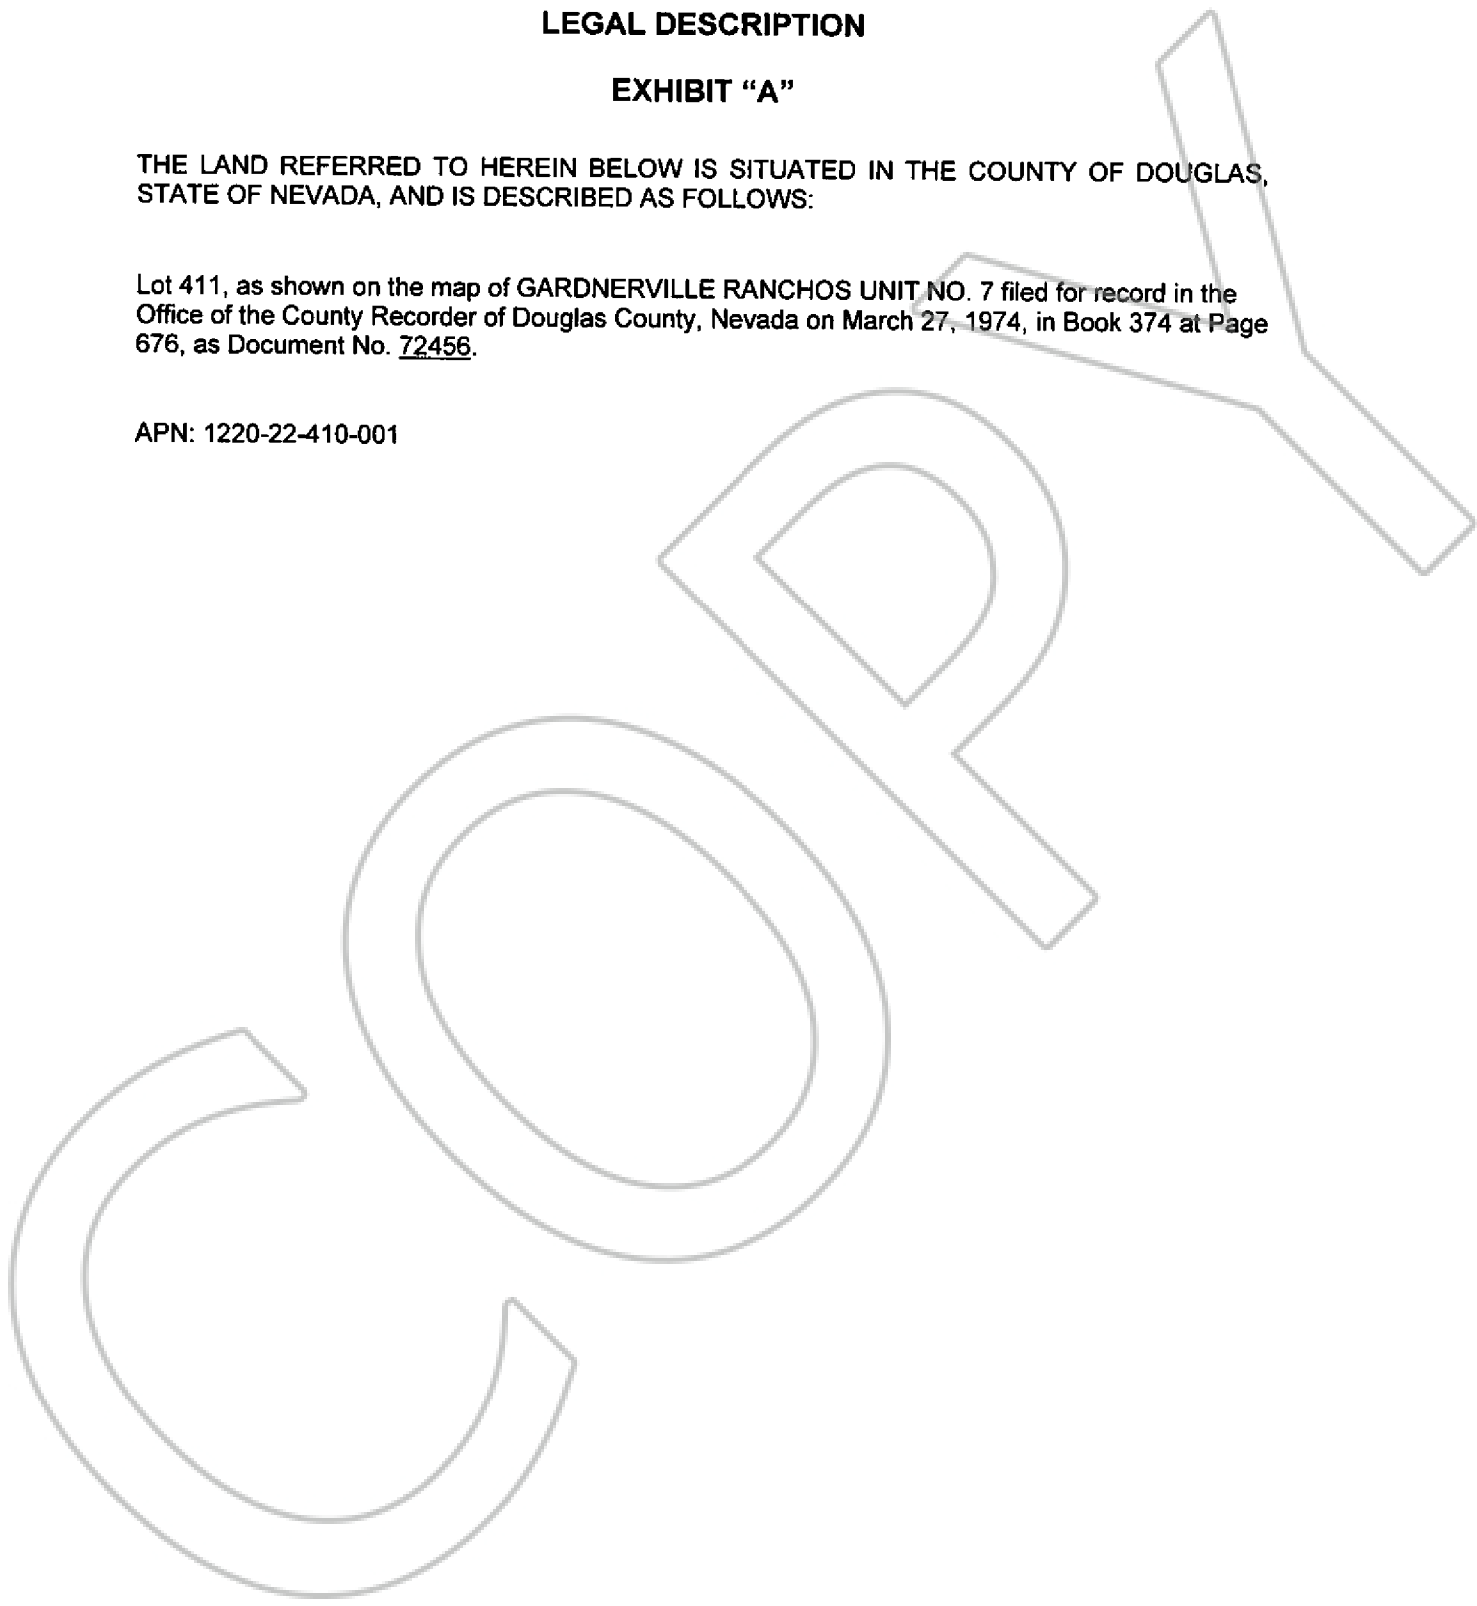 LEGAL DESCRIPTION
EXHIBIT “A”
THE LAND REFERRED TO HEREIN BELOW IS SITUATED IN THE COUNTY OF DOUGLAS,
STATE OF NEVADA, AND IS DESCRIBED AS FOLLOWS:
Lot 411, as shown on the map of GARDNERVILLE RANCHOS UNIT NO. 7 filed for record in the
Office of the County Recorder of Douglas County, Nevada on March 27, 1974, in Book 374 at Page
676, as Document No. 72456.
APN: 1220-22-410-001
COPY